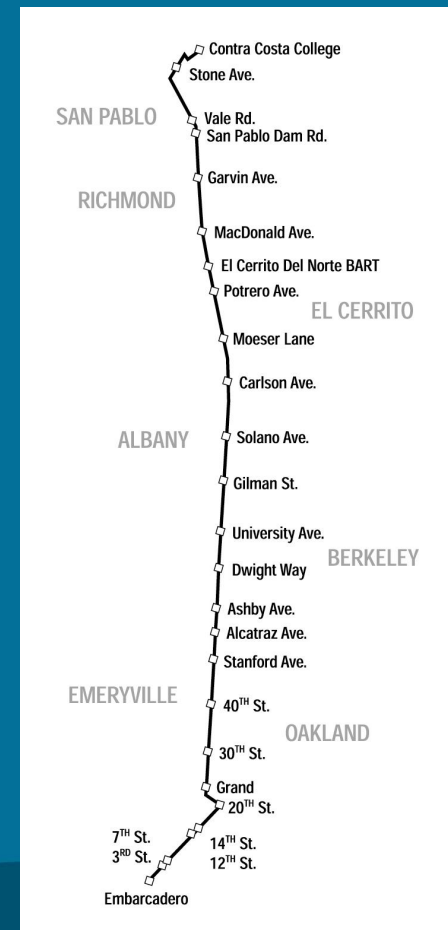 Contra Costa College
Stone Ave.
SAN PABLO
Vale Rd.
San Pablo Dam Rd.
Garvin Ave.
RICHMOND
MacDonald Ave.
El Cerrito Del Norte BART
Potrero Ave.
EL CERRITO
Moeser Lane
Carlson Ave.
ALBANY
Solano Ave.
Gilman St.
University Ave.
BERKELEY
Dwight Way
Ashby Ave.
Alcatraz Ave.
Stanford Ave.
EMERYVILLE
40TH St.
OAKLAND
30TH St.
Grand
20TH St.
7TH St.
14TH St.
3RD St.
12TH St.
Embarcadero